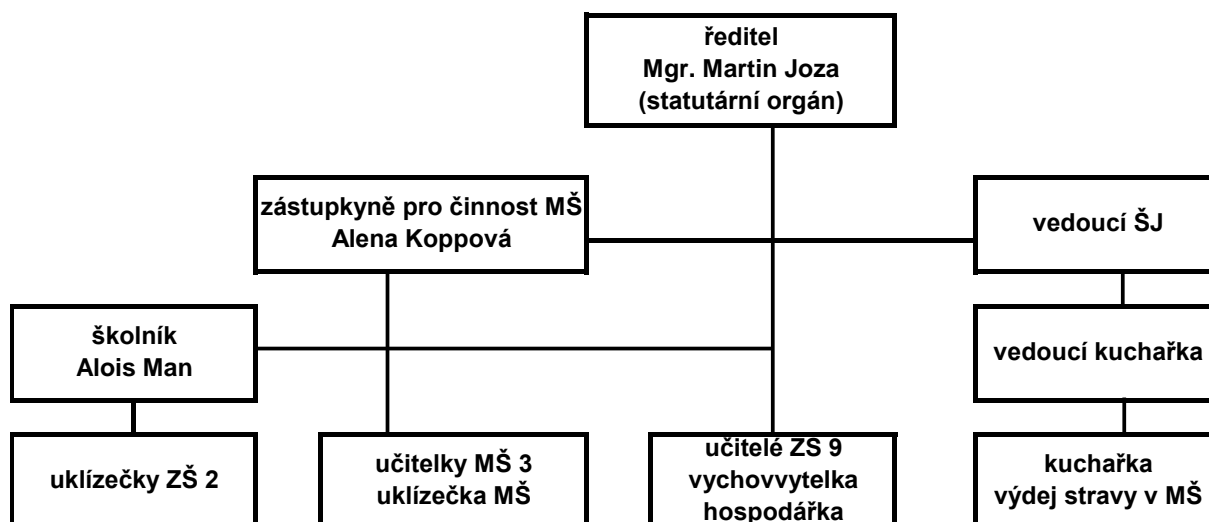 ředitel
Mgr. Martin Joza
(statutární orgán)
zástupkyně pro činnost MŠ
Alena Koppová
vedoucí ŠJ
školník
Alois Man
vedoucí kuchařka
uklízečky ZŠ 2
učitelky MŠ 3
uklízečka MŠ
učitelé ZS 9
vychovvytelka
hospodářka
kuchařka
výdej stravy v MŠ